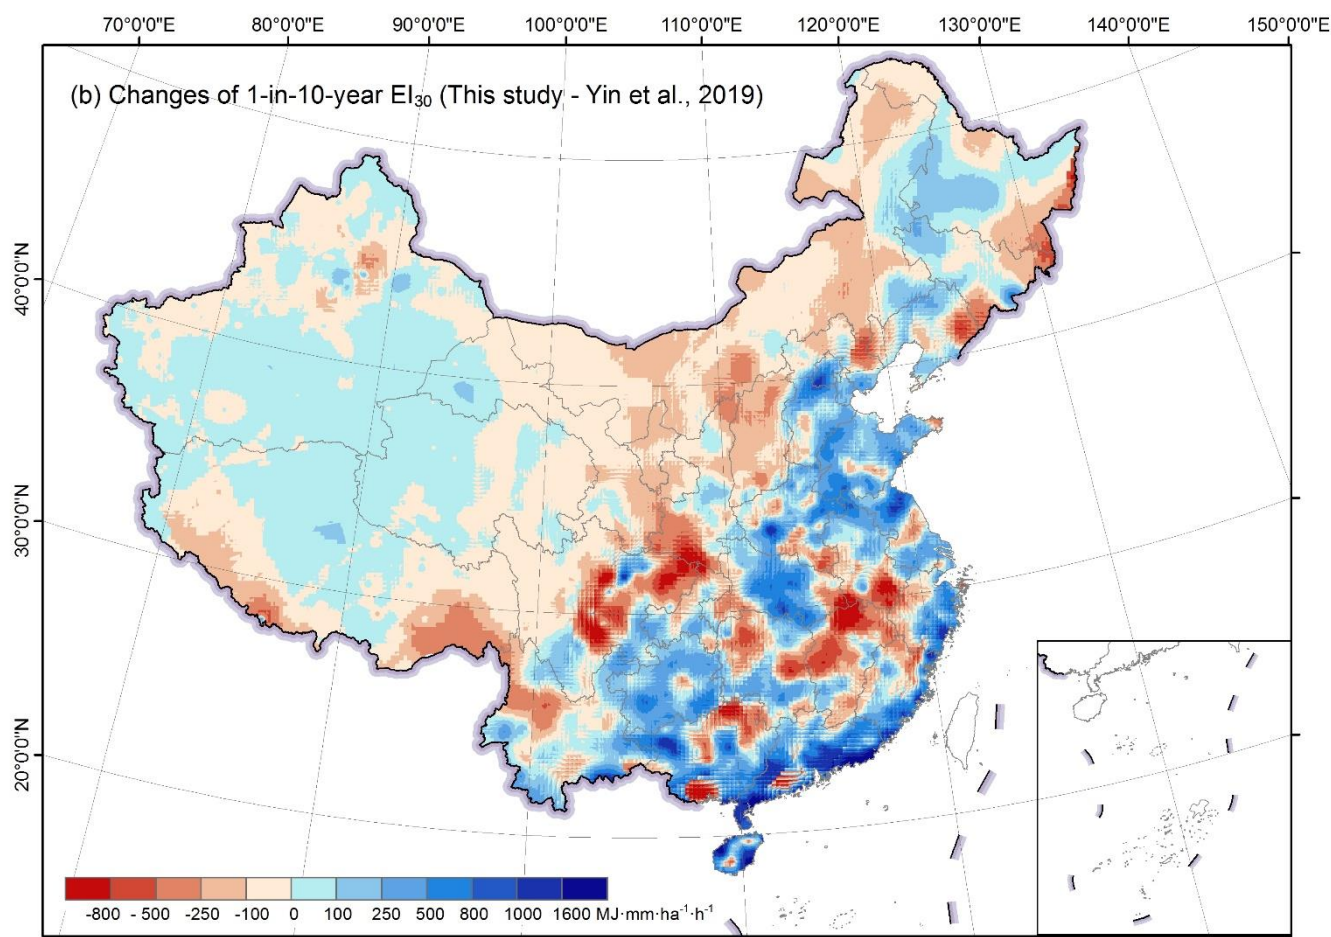 70°0'0"E 80°0'0"E 90°0'0"E 100°0'0"E 110°0'0"E 120°0'0"E 130°0'0"E 140°0'0"E 150°0'0"E
(b) Changes of 1-in-10-year EI₃₀ (This study - Yin et al., 2019)
40°0'0"N
30°0'0"N
20°0'0"N
-800 - 500 -250 -100 0 100 250 500 800 1000 1600 MJ·mm·ha⁻¹·h⁻¹